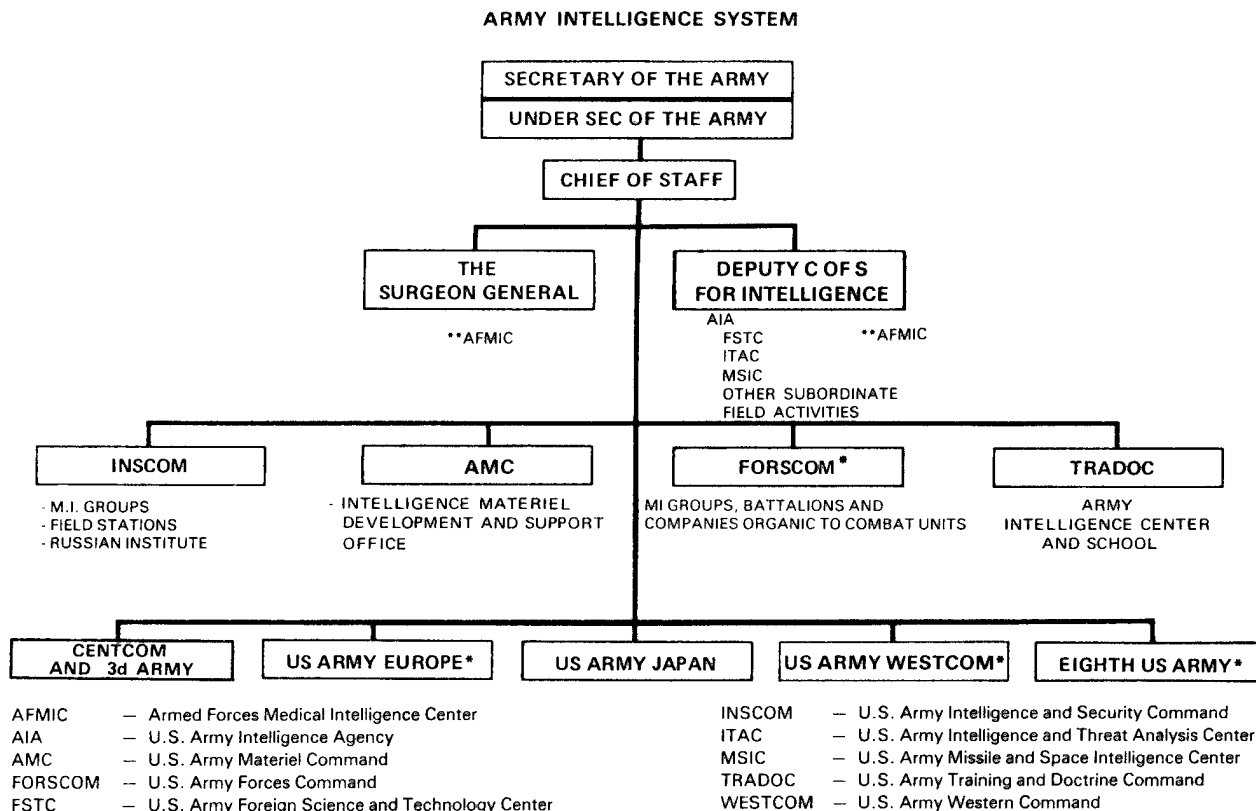 ARMY INTELLIGENCE SYSTEM
SECRETARY OF THE ARMY
UNDER SEC OF THE ARMY
CHIEF OF STAFF
THE
SURGEON GENERAL
**AFMIC
DEPUTY C OF S
FOR INTELLIGENCE
AIA
FSTC
ITAC
MSIC
OTHER SUBORDINATE
FIELD ACTIVITIES
**AFMIC
INSCOM
- M.I. GROUPS
- FIELD STATIONS
- RUSSIAN INSTITUTE
AMC
- INTELLIGENCE MATERIEL
DEVELOPMENT AND SUPPORT
OFFICE
FORSCOM*
MI GROUPS, BATTALIONS AND
COMPANIES ORGANIC TO COMBAT UNITS
TRADOC
ARMY
INTELLIGENCE CENTER
AND SCHOOL
CENTCOM
AND 3d ARMY
US ARMY EUROPE*
US ARMY JAPAN
US ARMY WESTCOM*
EIGHTH US ARMY*
AFMIC – Armed Forces Medical Intelligence Center
AIA – U.S. Army Intelligence Agency
AMC – U.S. Army Materiel Command
FORSCOM – U.S. Army Forces Command
FSTC – U.S. Army Foreign Science and Technology Center
INSCOM – U.S. Army Intelligence and Security Command
ITAC – U.S. Army Intelligence and Threat Analysis Center
MSIC – U.S. Army Missile and Space Intelligence Center
TRADOC – U.S. Army Training and Doctrine Command
WESTCOM – U.S. Army Western Command